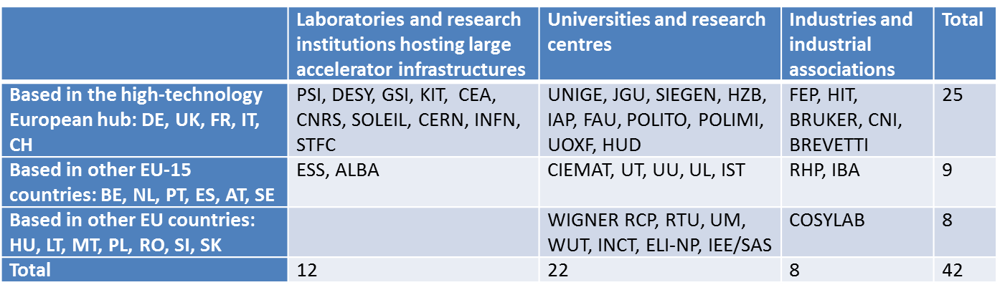 Laboratories and research
institutions hosting large
accelerator infrastructures
Universities and research
centres
Industries and
industrial
associations
Total
Based in the high-technology
European hub: DE, UK, FR, IT,
CH
PSI, DESY, GSI, KIT, CEA,
CNRS, SOLEIL, CERN, INFN,
STFC
UNIGE, JGU, SIEGEN, HZB,
IAP, FAU, POLITO, POLIMI,
UOXF, HUD
FEP, HIT,
BRUKER, CNI,
BREVETTI
25
Based in other EU-15
countries: BE, NL, PT, ES, AT, SE
ESS, ALBA
CIEMAT, UT, UU, UL, IST
RHP, IBA
9
Based in other EU countries:
HU, LT, MT, PL, RO, SI, SK
WIGNER RCP, RTU, UM,
WUT, INCT, ELI-NP, IEE/SAS
COSYLAB
8
Total
12
22
8
42